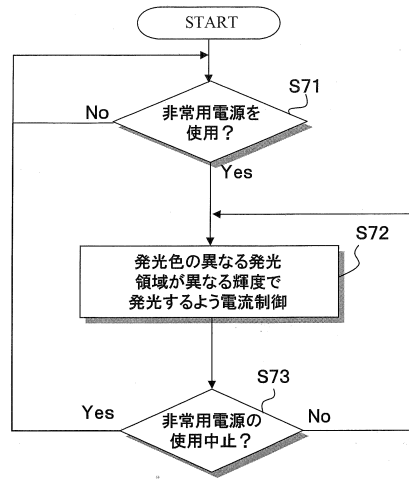 START
S71
非常用電源を
使用？
No
Yes
S72
発光色の異なる発光
領域が異なる輝度で
発光するよう電流制御
S73
Yes
非常用電源の
使用中止？
No